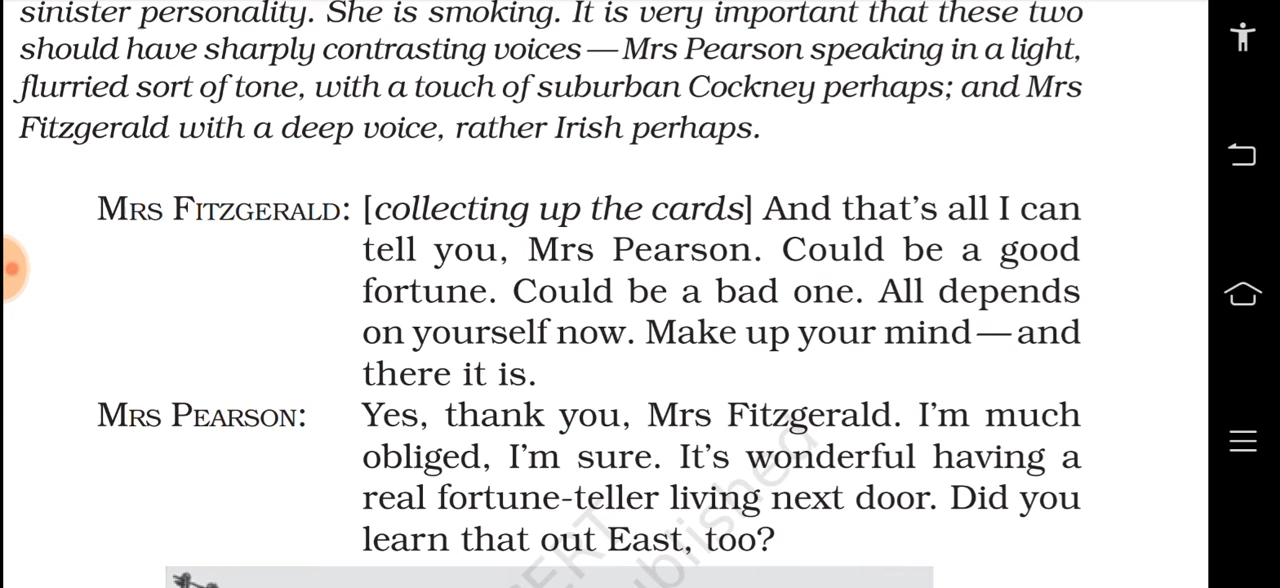 sinister personality. She is smoking. It is very important that these two
should have sharply contrasting voices — Mrs Pearson speaking in a light,
flurried sort of tone, with a touch of suburban Cockney perhaps; and Mrs
Fitzgerald with a deep voice, rather Irish perhaps.
MRS FITZGERALD: [collecting up the cards] And that's all I can
tell you, Mrs Pearson. Could be a good
fortune. Could be a bad one. All depends
on yourself now. Make up your mind — and
there it is.
MRS PEARSON: Yes, thank you, Mrs Fitzgerald. I'm much
obliged, I'm sure. It's wonderful having a
real fortune-teller living next door. Did you
learn that out East, too?